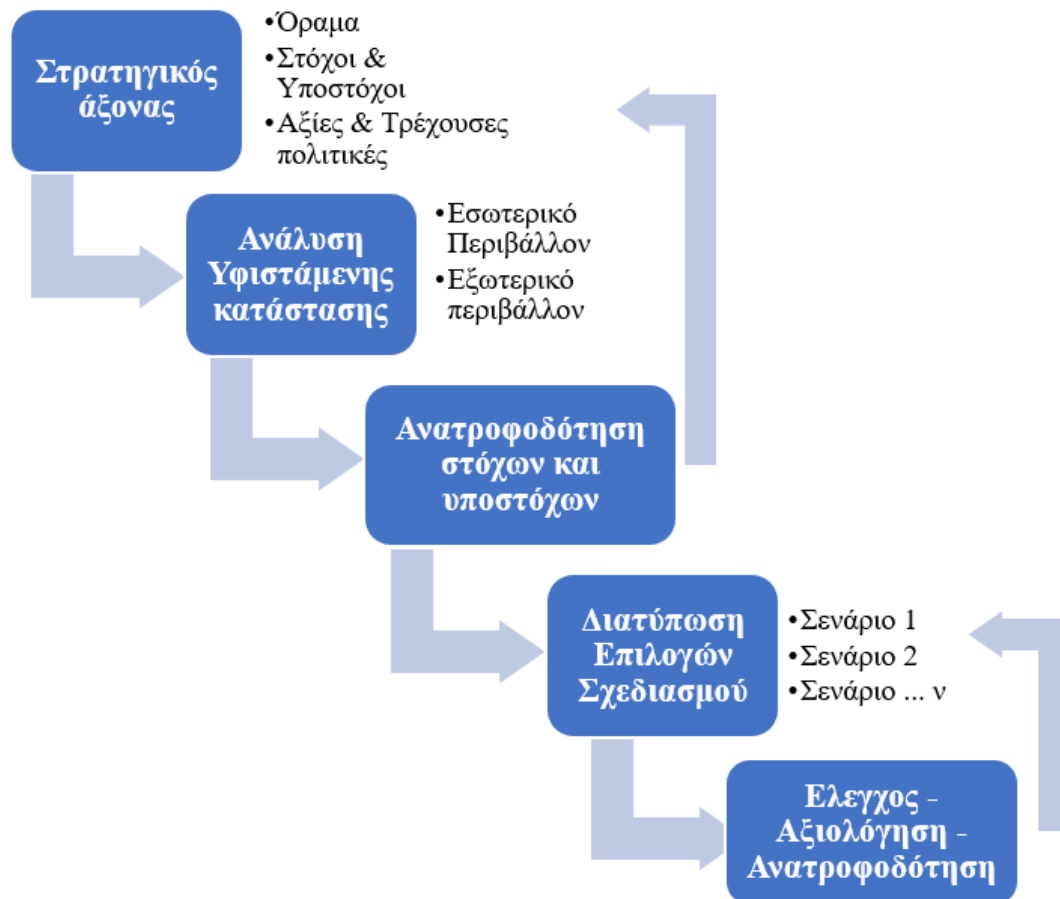 Στρατηγικός
άξονας
•Όραμα
•Στόχοι &
Υποστόχοι
•Αξίες & Τρέχουσες
πολιτικές
Ανάλυση
Υφιστάμενης
κατάστασης
•Εσωτερικό
Περιβάλλον
•Εξωτερικό
περιβάλλον
Ανατροφοδότηση
στόχων και
υποστόχων
Διατύπωση
Επιλογών
Σχεδιασμού
•Σενάριο 1
•Σενάριο 2
•Σενάριο ... ν
Ελεγχος -
Αξιολόγηση -
Ανατροφοδότηση